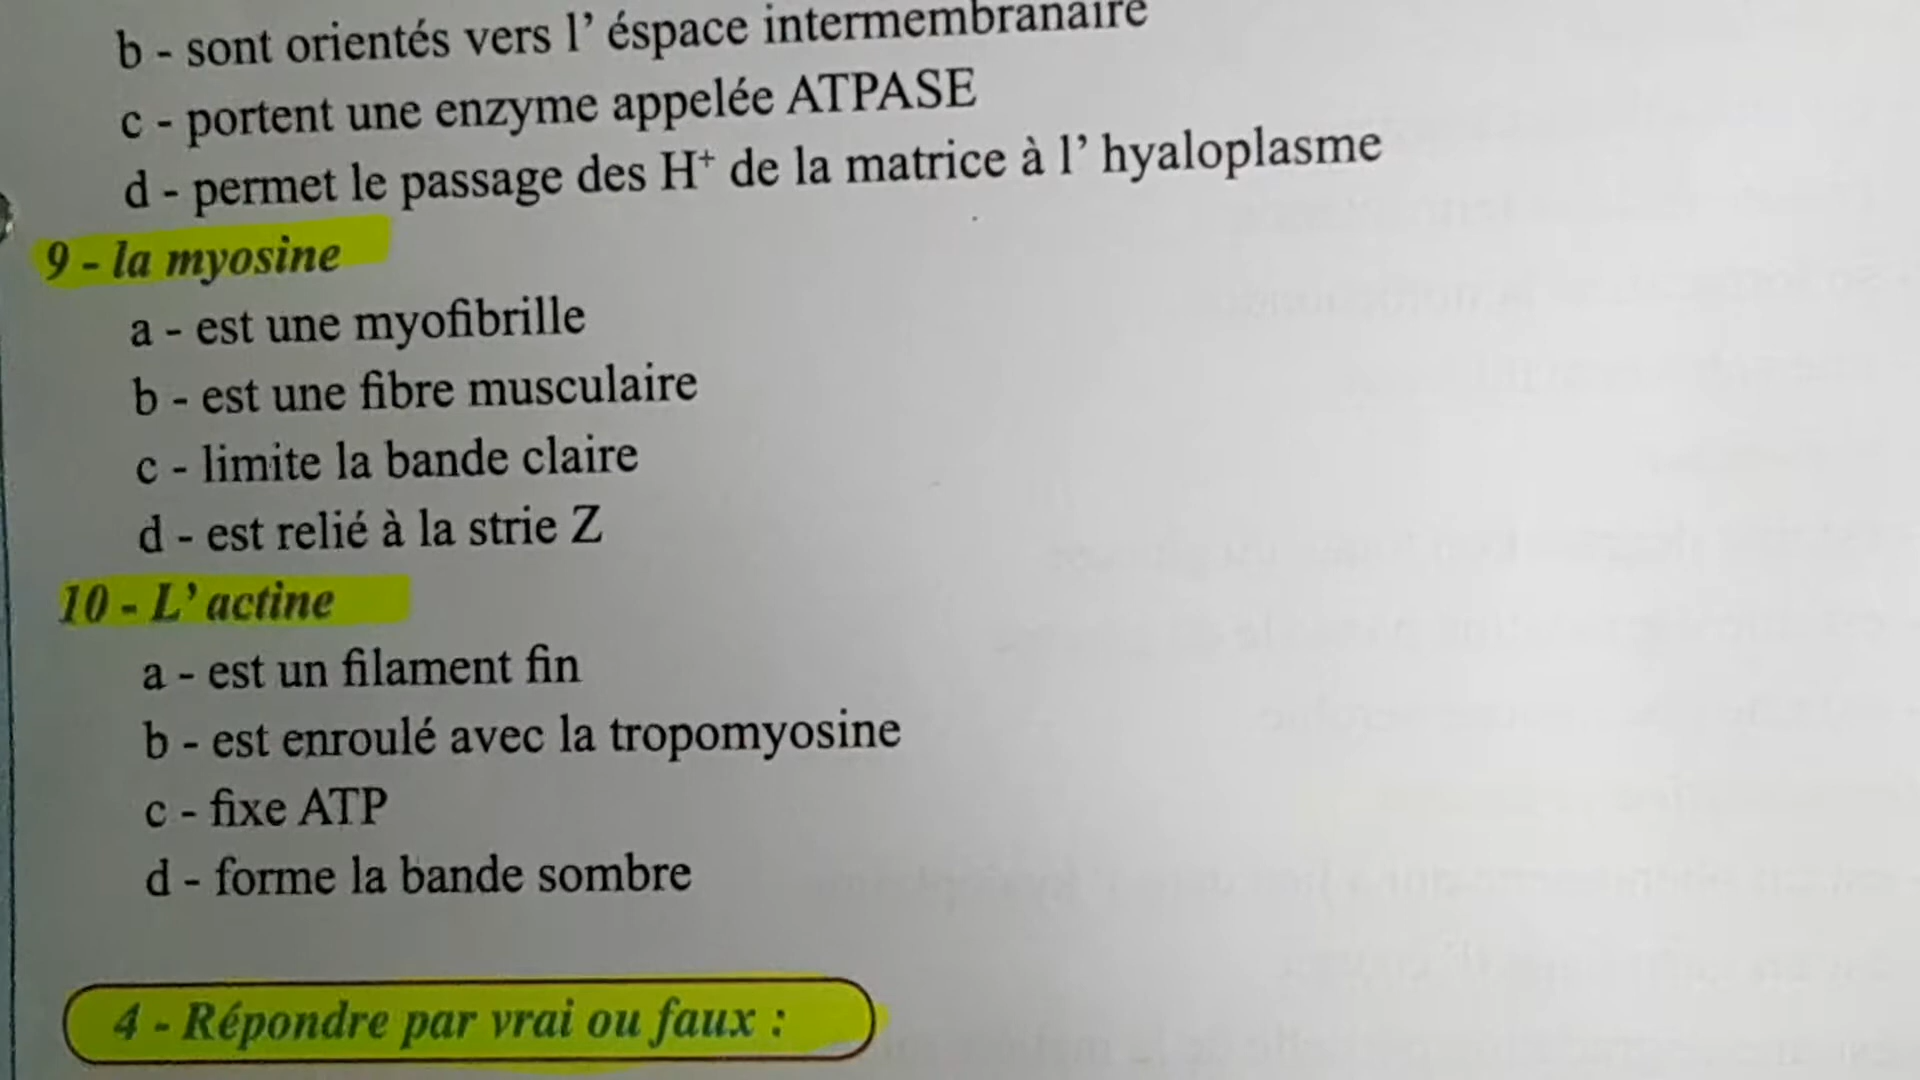 b - sont orientés vers l' éspace intermembranaire
c - portent une enzyme appelée ATPASE
d - permet le passage des H⁺ de la matrice à l' hyaloplasme
9 - la myosine
a - est une myofibrille
b - est une fibre musculaire
c - limite la bande claire
d - est relié à la strie Z
10 - L' actine
a - est un filament fin
b - est enroulé avec la tropomyosine
c - fixe ATP
d - forme la bande sombre
4 - Répondre par vrai ou faux :